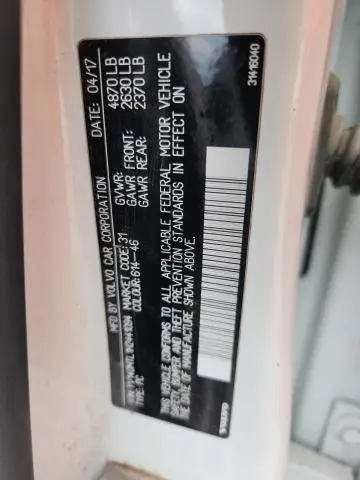 MFD BY VOLVO CAR CORPORATION DATE: 04/17
GVWR: 4870 LB
GAWR FRONT: 2630 LB
GAWR REAR: 2370 LB
MARKET CODE: 31
TYPE: PC COLOUR: 614-46
THIS VEHICLE CONFORMS TO ALL APPLICABLE FEDERAL MOTOR VEHICLE
SAFETY, BUMPER AND THEFT PREVENTION STANDARDS IN EFFECT ON
THE DATE OF MANUFACTURE SHOWN ABOVE
VOLVO 31416040